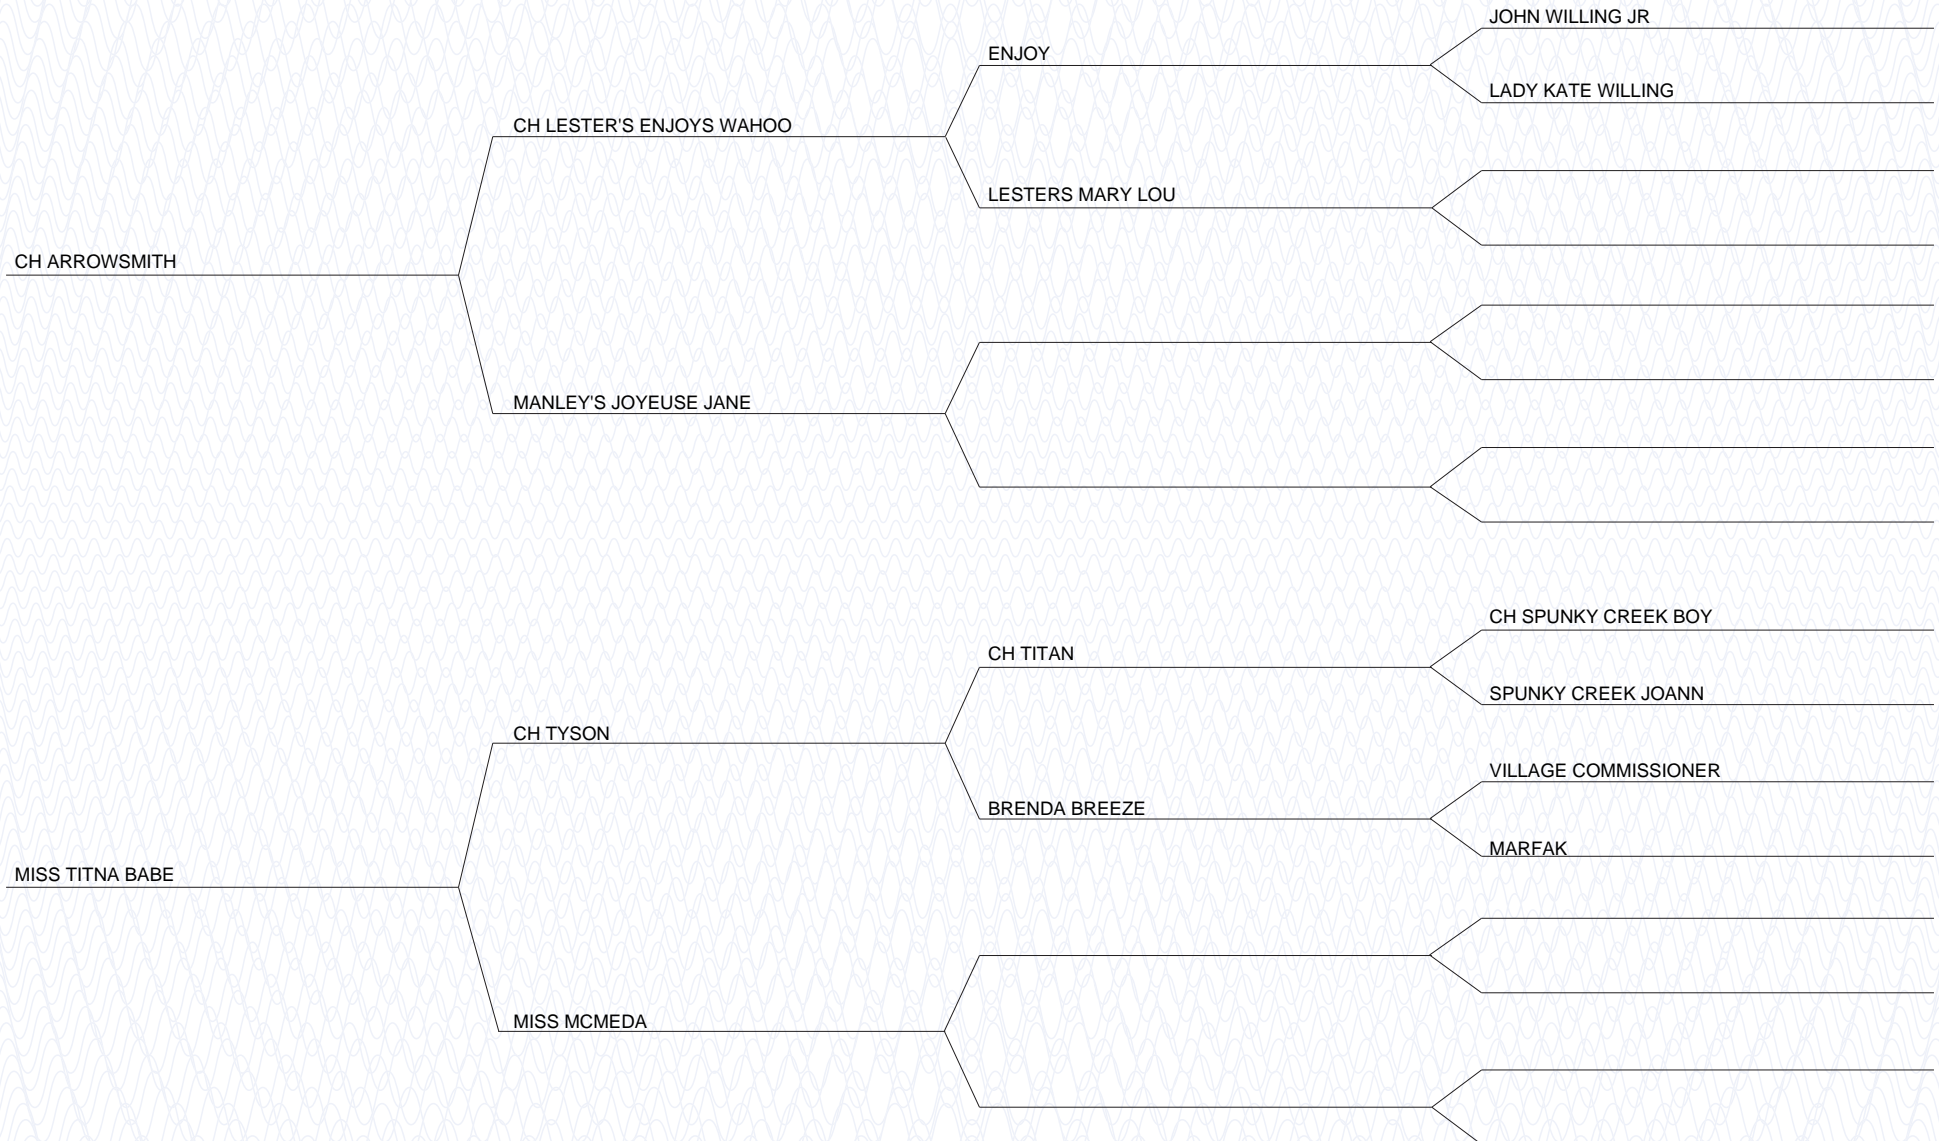 JOHN WILLING JR
ENJOY
LADY KATE WILLING
CH LESTER'S ENJOYS WAHOO
LESTERS MARY LOU
CH ARROWSMITH
MANLEY'S JOYEUSE JANE
CH SPUNKY CREEK BOY
CH TITAN
SPUNKY CREEK JOANN
CH TYSON
VILLAGE COMMISSIONER
BRENDA BREEZE
MARFAK
MISS TITNA BABE
MISS MCMEDA